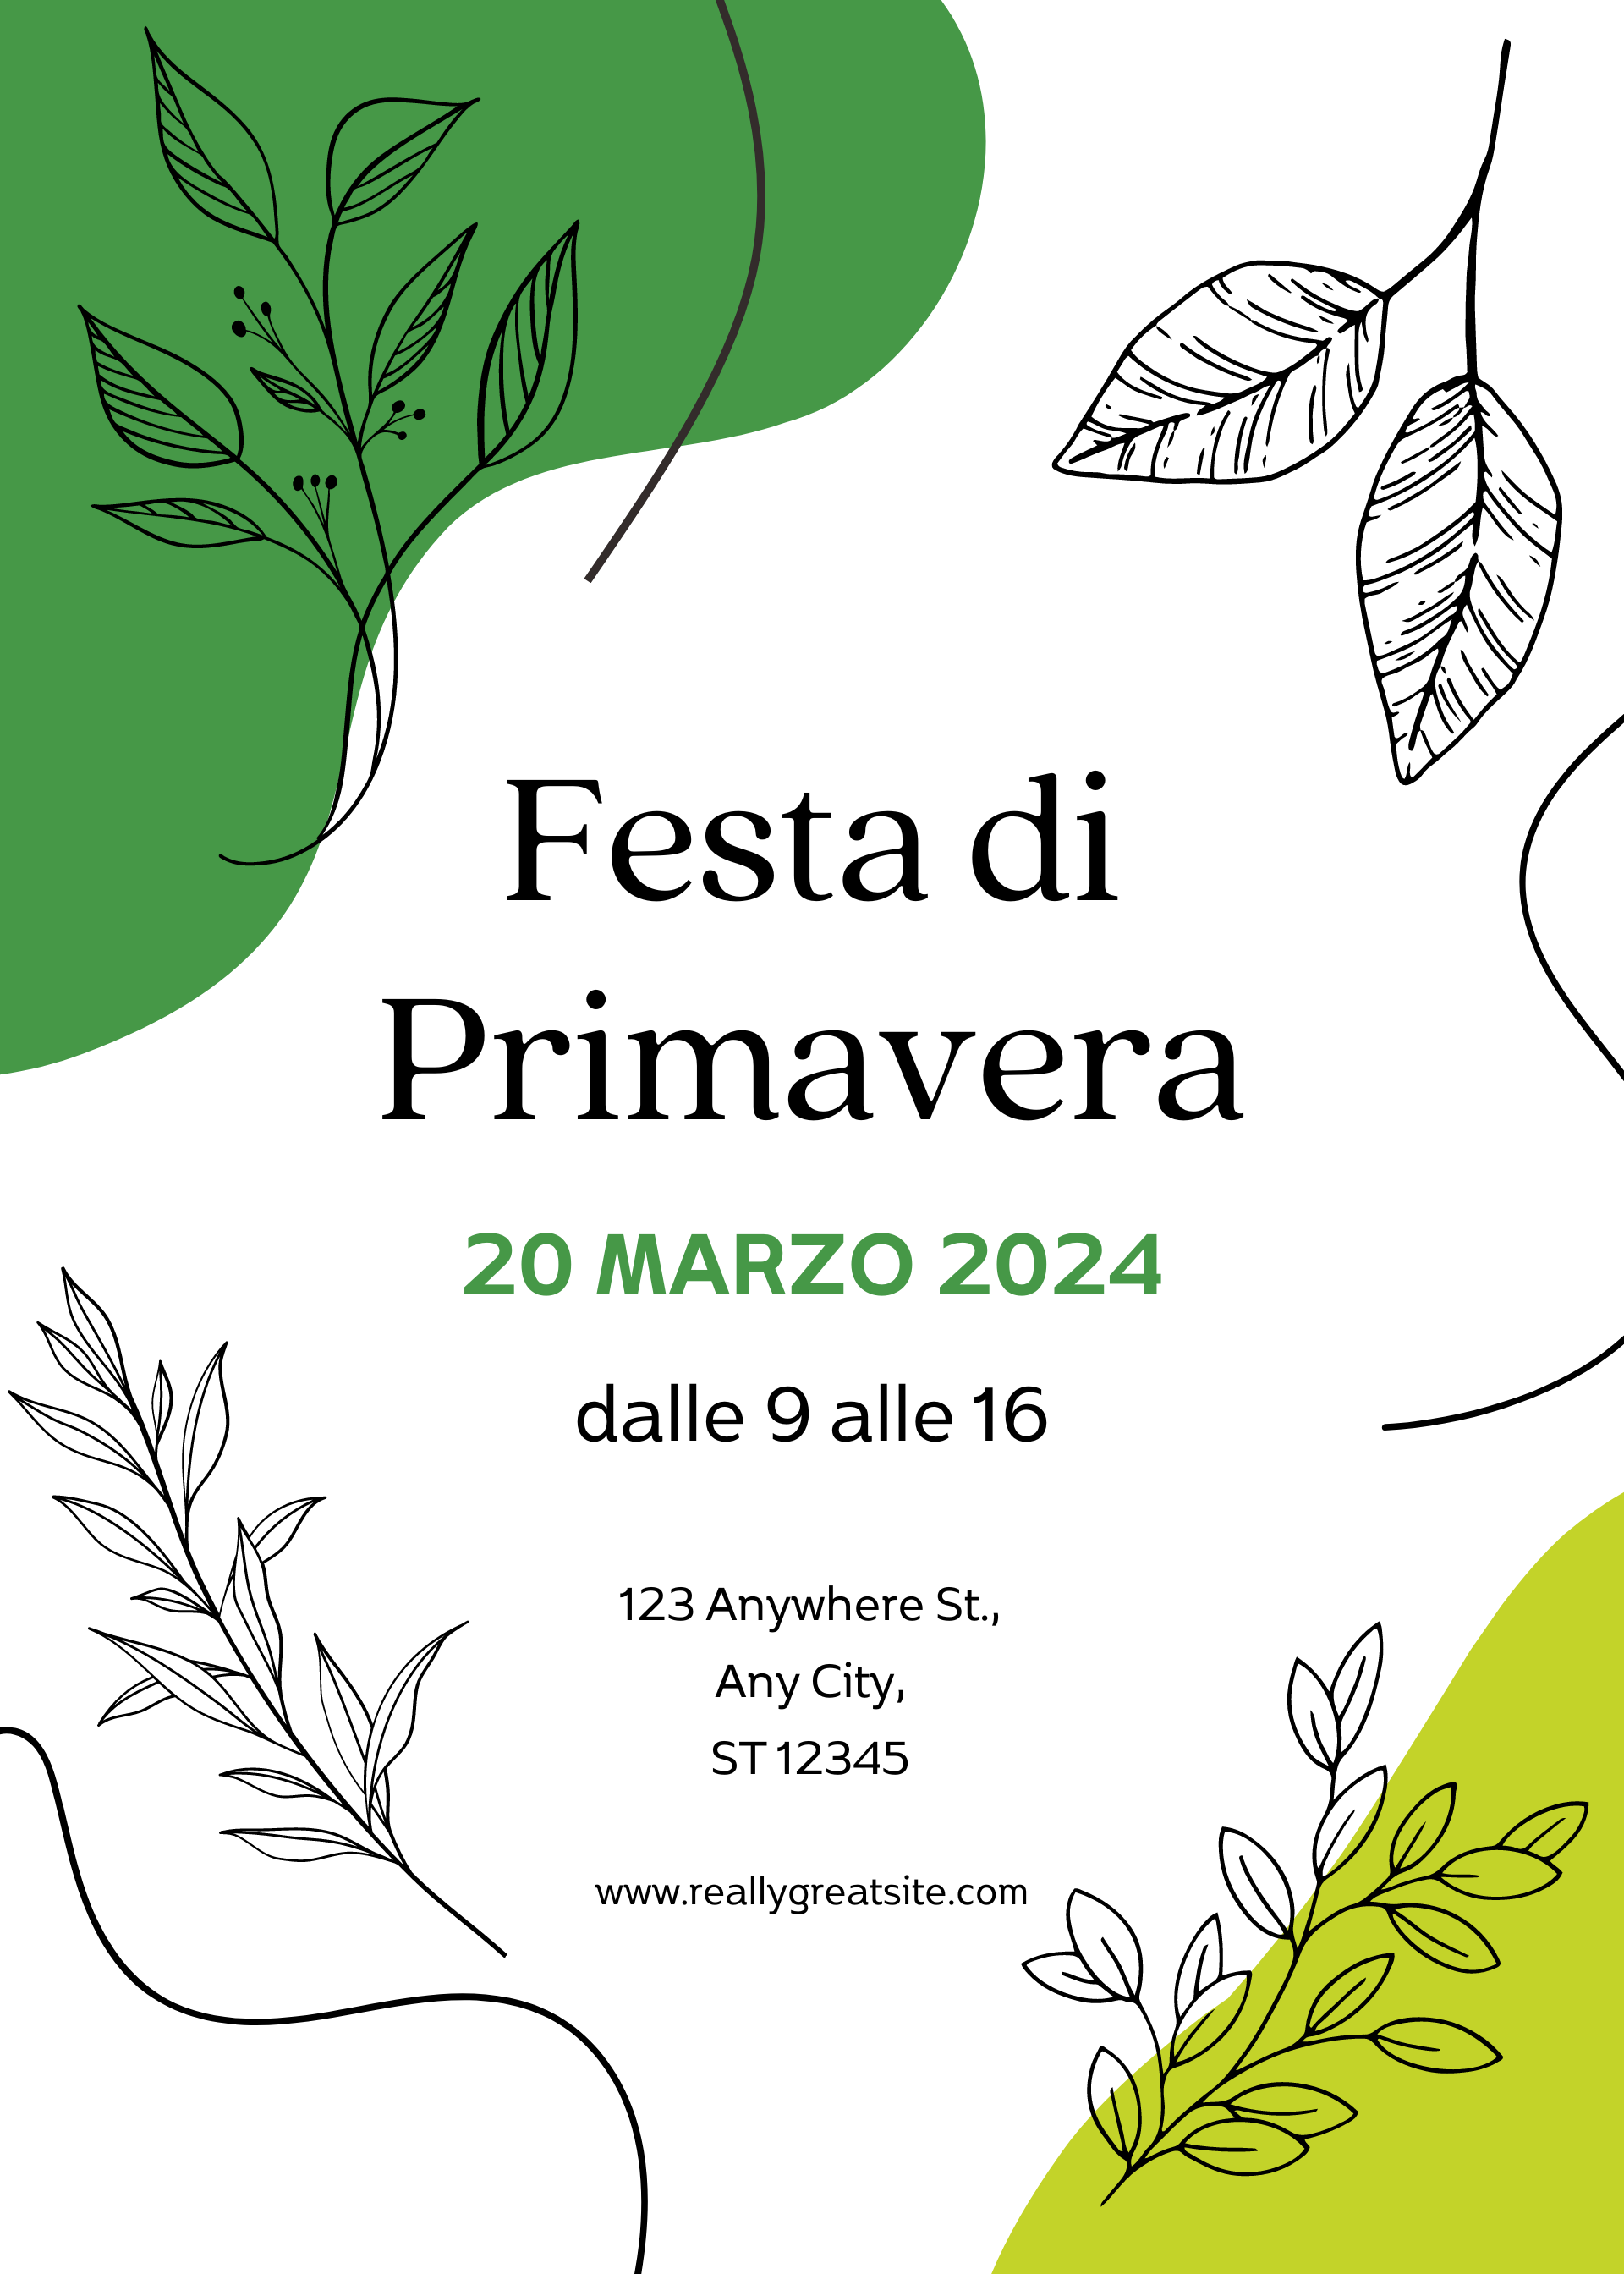 Festa di
Primavera
20 MARZO 2024
dalle 9 alle 16
123 Anywhere St.,
Any City,
ST 12345
www.reallygreatsite.com